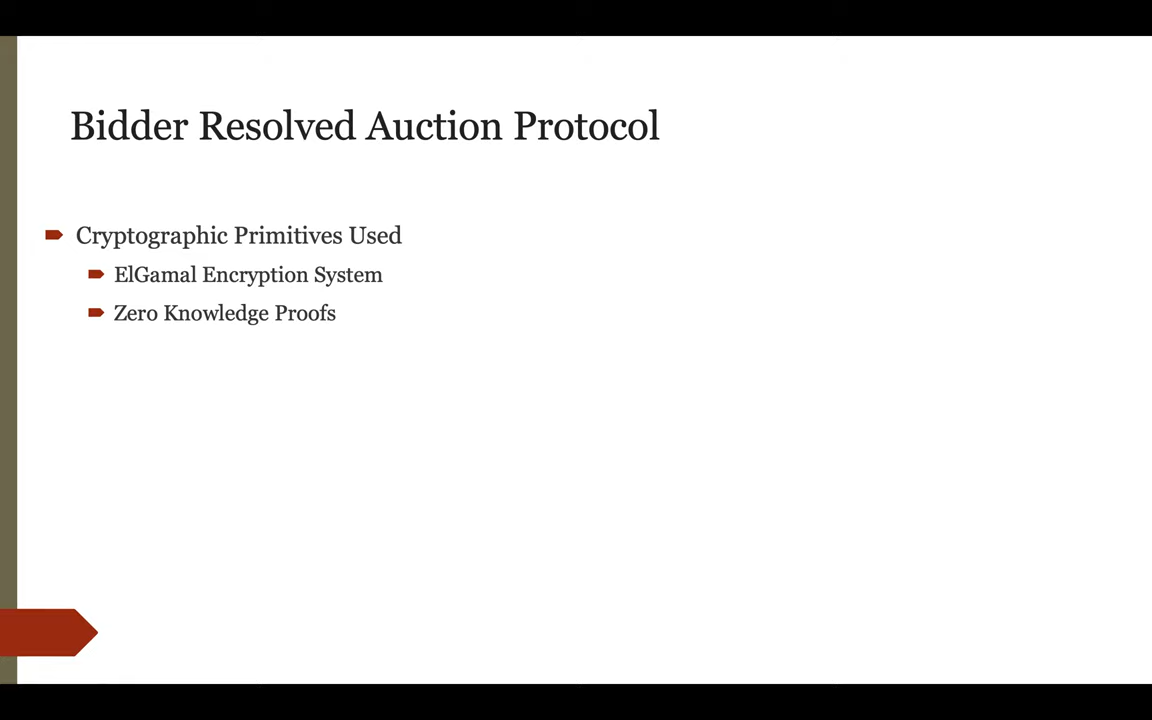 Bidder Resolved Auction Protocol
Cryptographic Primitives Used
ElGamal Encryption System
Zero Knowledge Proofs